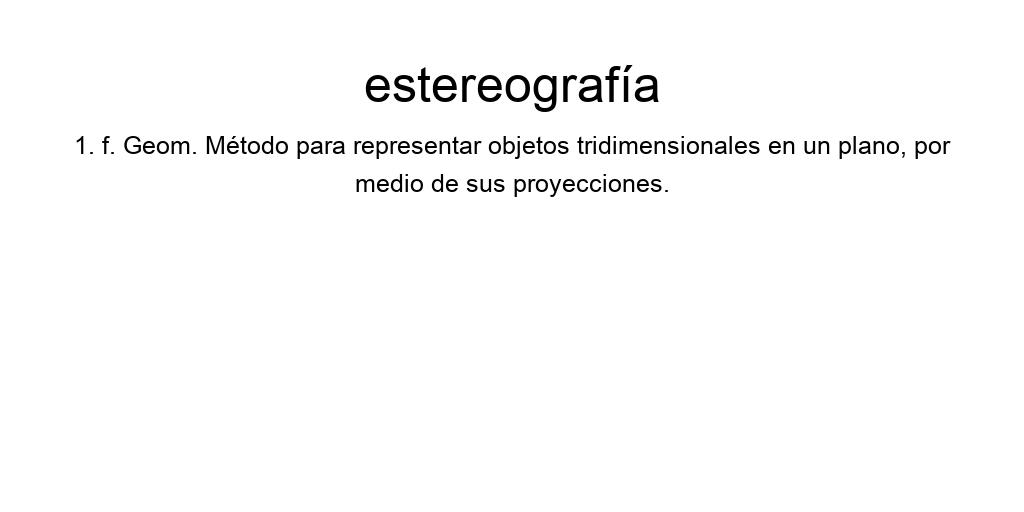 estereografía
1. f. Geom. Método para representar objetos tridimensionales en un plano, por
medio de sus proyecciones.